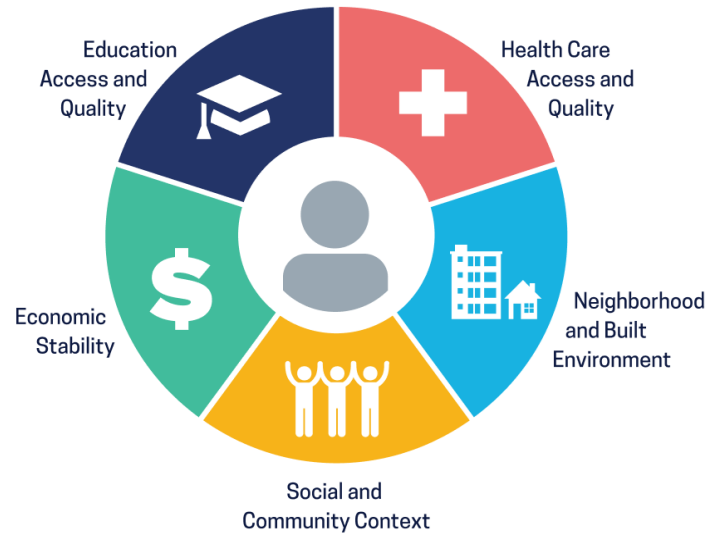 Education
Access and
Quality
Health Care
Access and
Quality
Economic
Stability
$
Neighborhood
and Built
Environment
Social and
Community Context